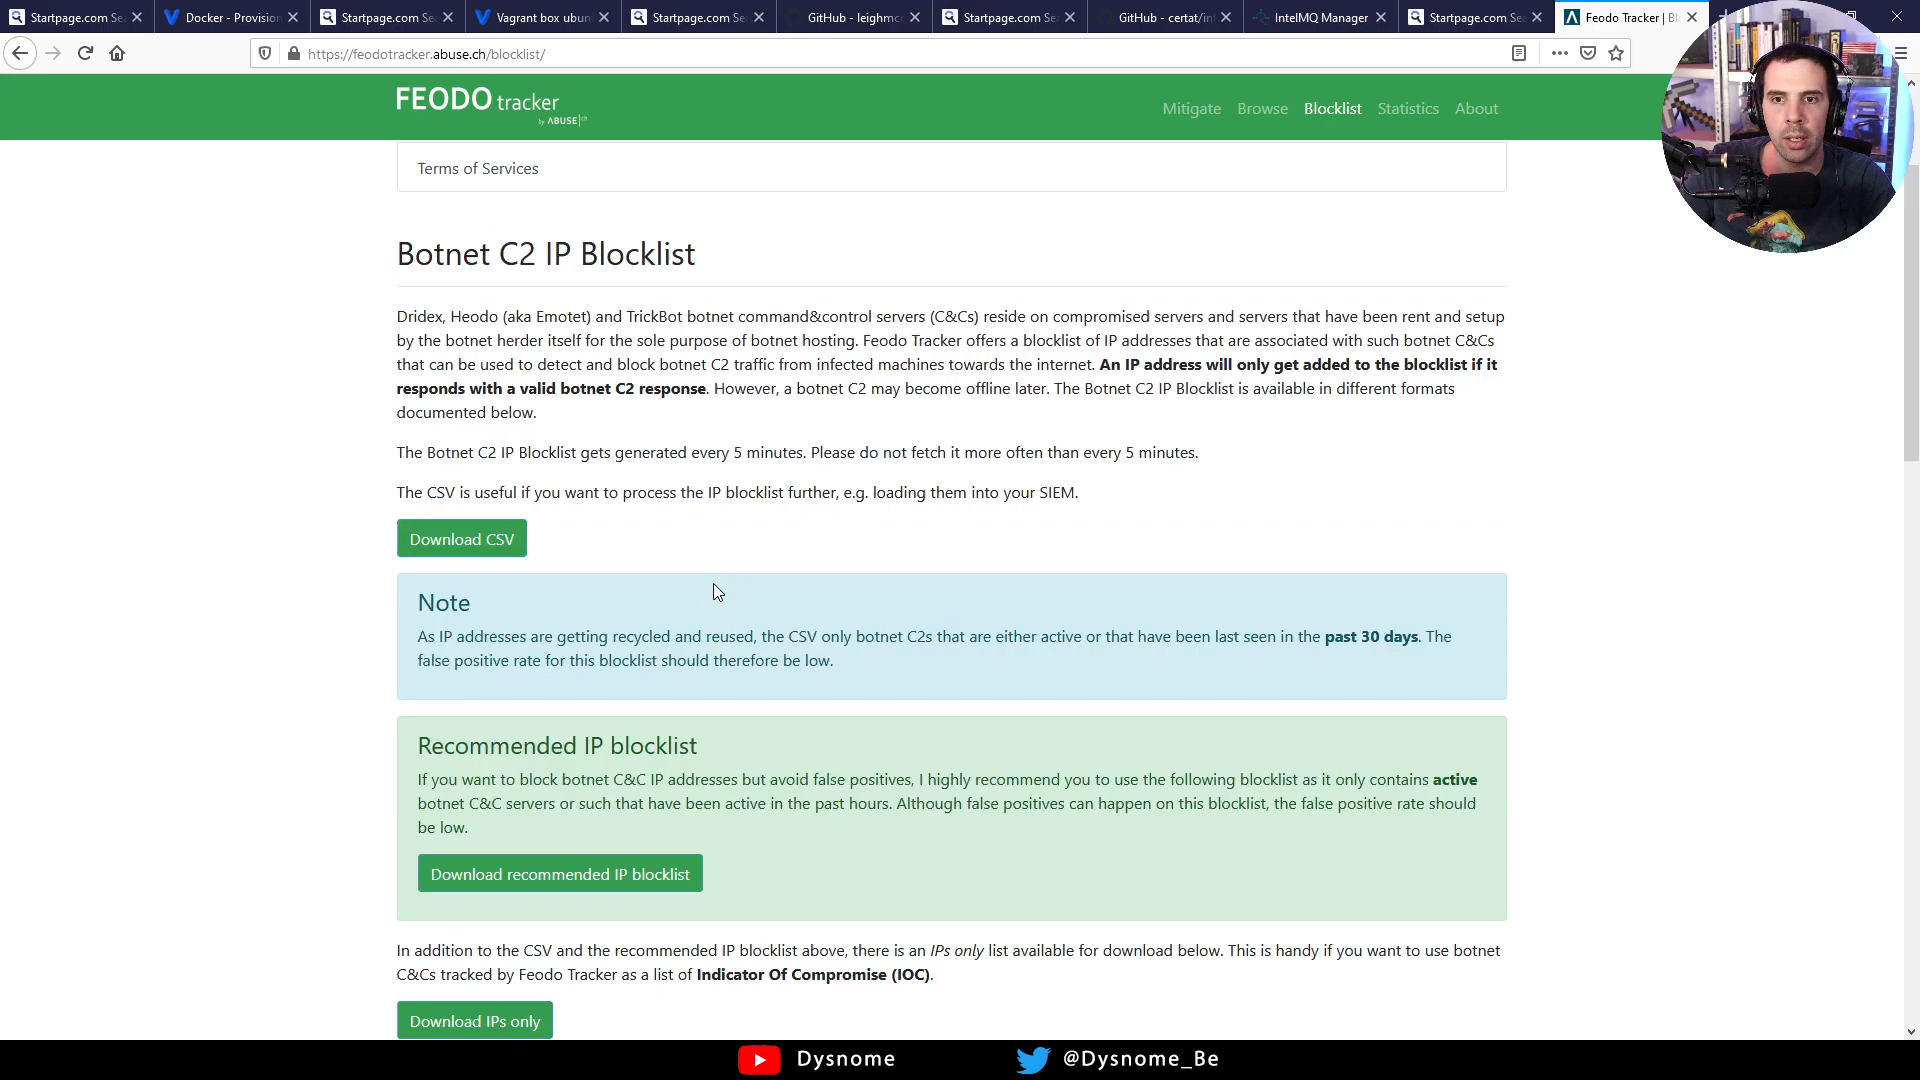 Startpage.com Se
Docker - Provision
Startpage.com Se
Vagrant box ubun
Startpage.com Se
GitHub - leighmc
Startpage.com Se
GitHub - certat/in
IntelMQ Manager
Startpage.com Se
Feodo Tracker | Bl
https://feodotracker.abuse.ch/blocklist/
FEODO tracker
by ABUSE|ch
Mitigate
Browse
Blocklist
Statistics
About
Terms of Services
Botnet C2 IP Blocklist
Dridex, Heodo (aka Emotet) and TrickBot botnet command&control servers (C&Cs) reside on compromised servers and servers that have been rent and setup
by the botnet herder itself for the sole purpose of botnet hosting. Feodo Tracker offers a blocklist of IP addresses that are associated with such botnet C&Cs
that can be used to detect and block botnet C2 traffic from infected machines towards the internet. An IP address will only get added to the blocklist if it
responds with a valid botnet C2 response. However, a botnet C2 may become offline later. The Botnet C2 IP Blocklist is available in different formats
documented below.
The Botnet C2 IP Blocklist gets generated every 5 minutes. Please do not fetch it more often than every 5 minutes.
The CSV is useful if you want to process the IP blocklist further, e.g. loading them into your SIEM.
Download CSV
Note
As IP addresses are getting recycled and reused, the CSV only botnet C2s that are either active or that have been last seen in the past 30 days. The
false positive rate for this blocklist should therefore be low.
Recommended IP blocklist
If you want to block botnet C&C IP addresses but avoid false positives, I highly recommend you to use the following blocklist as it only contains active
botnet C&C servers or such that have been active in the past hours. Although false positives can happen on this blocklist, the false positive rate should
be low.
Download recommended IP blocklist
In addition to the CSV and the recommended IP blocklist above, there is an IPs only list available for download below. This is handy if you want to use botnet
C&Cs tracked by Feodo Tracker as a list of Indicator Of Compromise (IOC).
Download IPs only
Dysnome
@Dysnome_Be